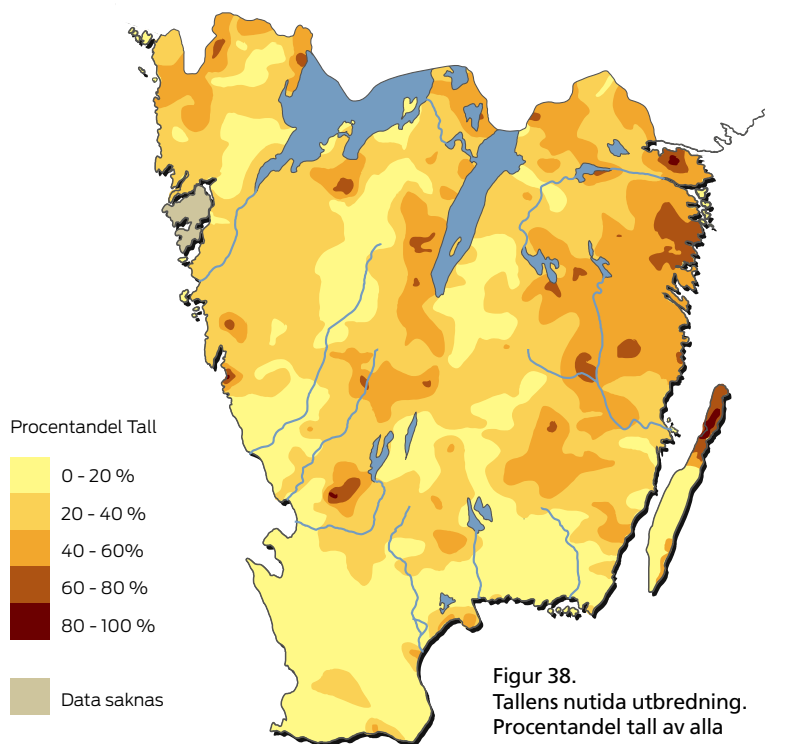 Procentandel Tall
0 - 20 %
20 - 40 %
40 - 60%
60 - 80 %
80 - 100 %
Data saknas
Figur 38.
Tallens nutida utbredning.
Procentandel tall av alla